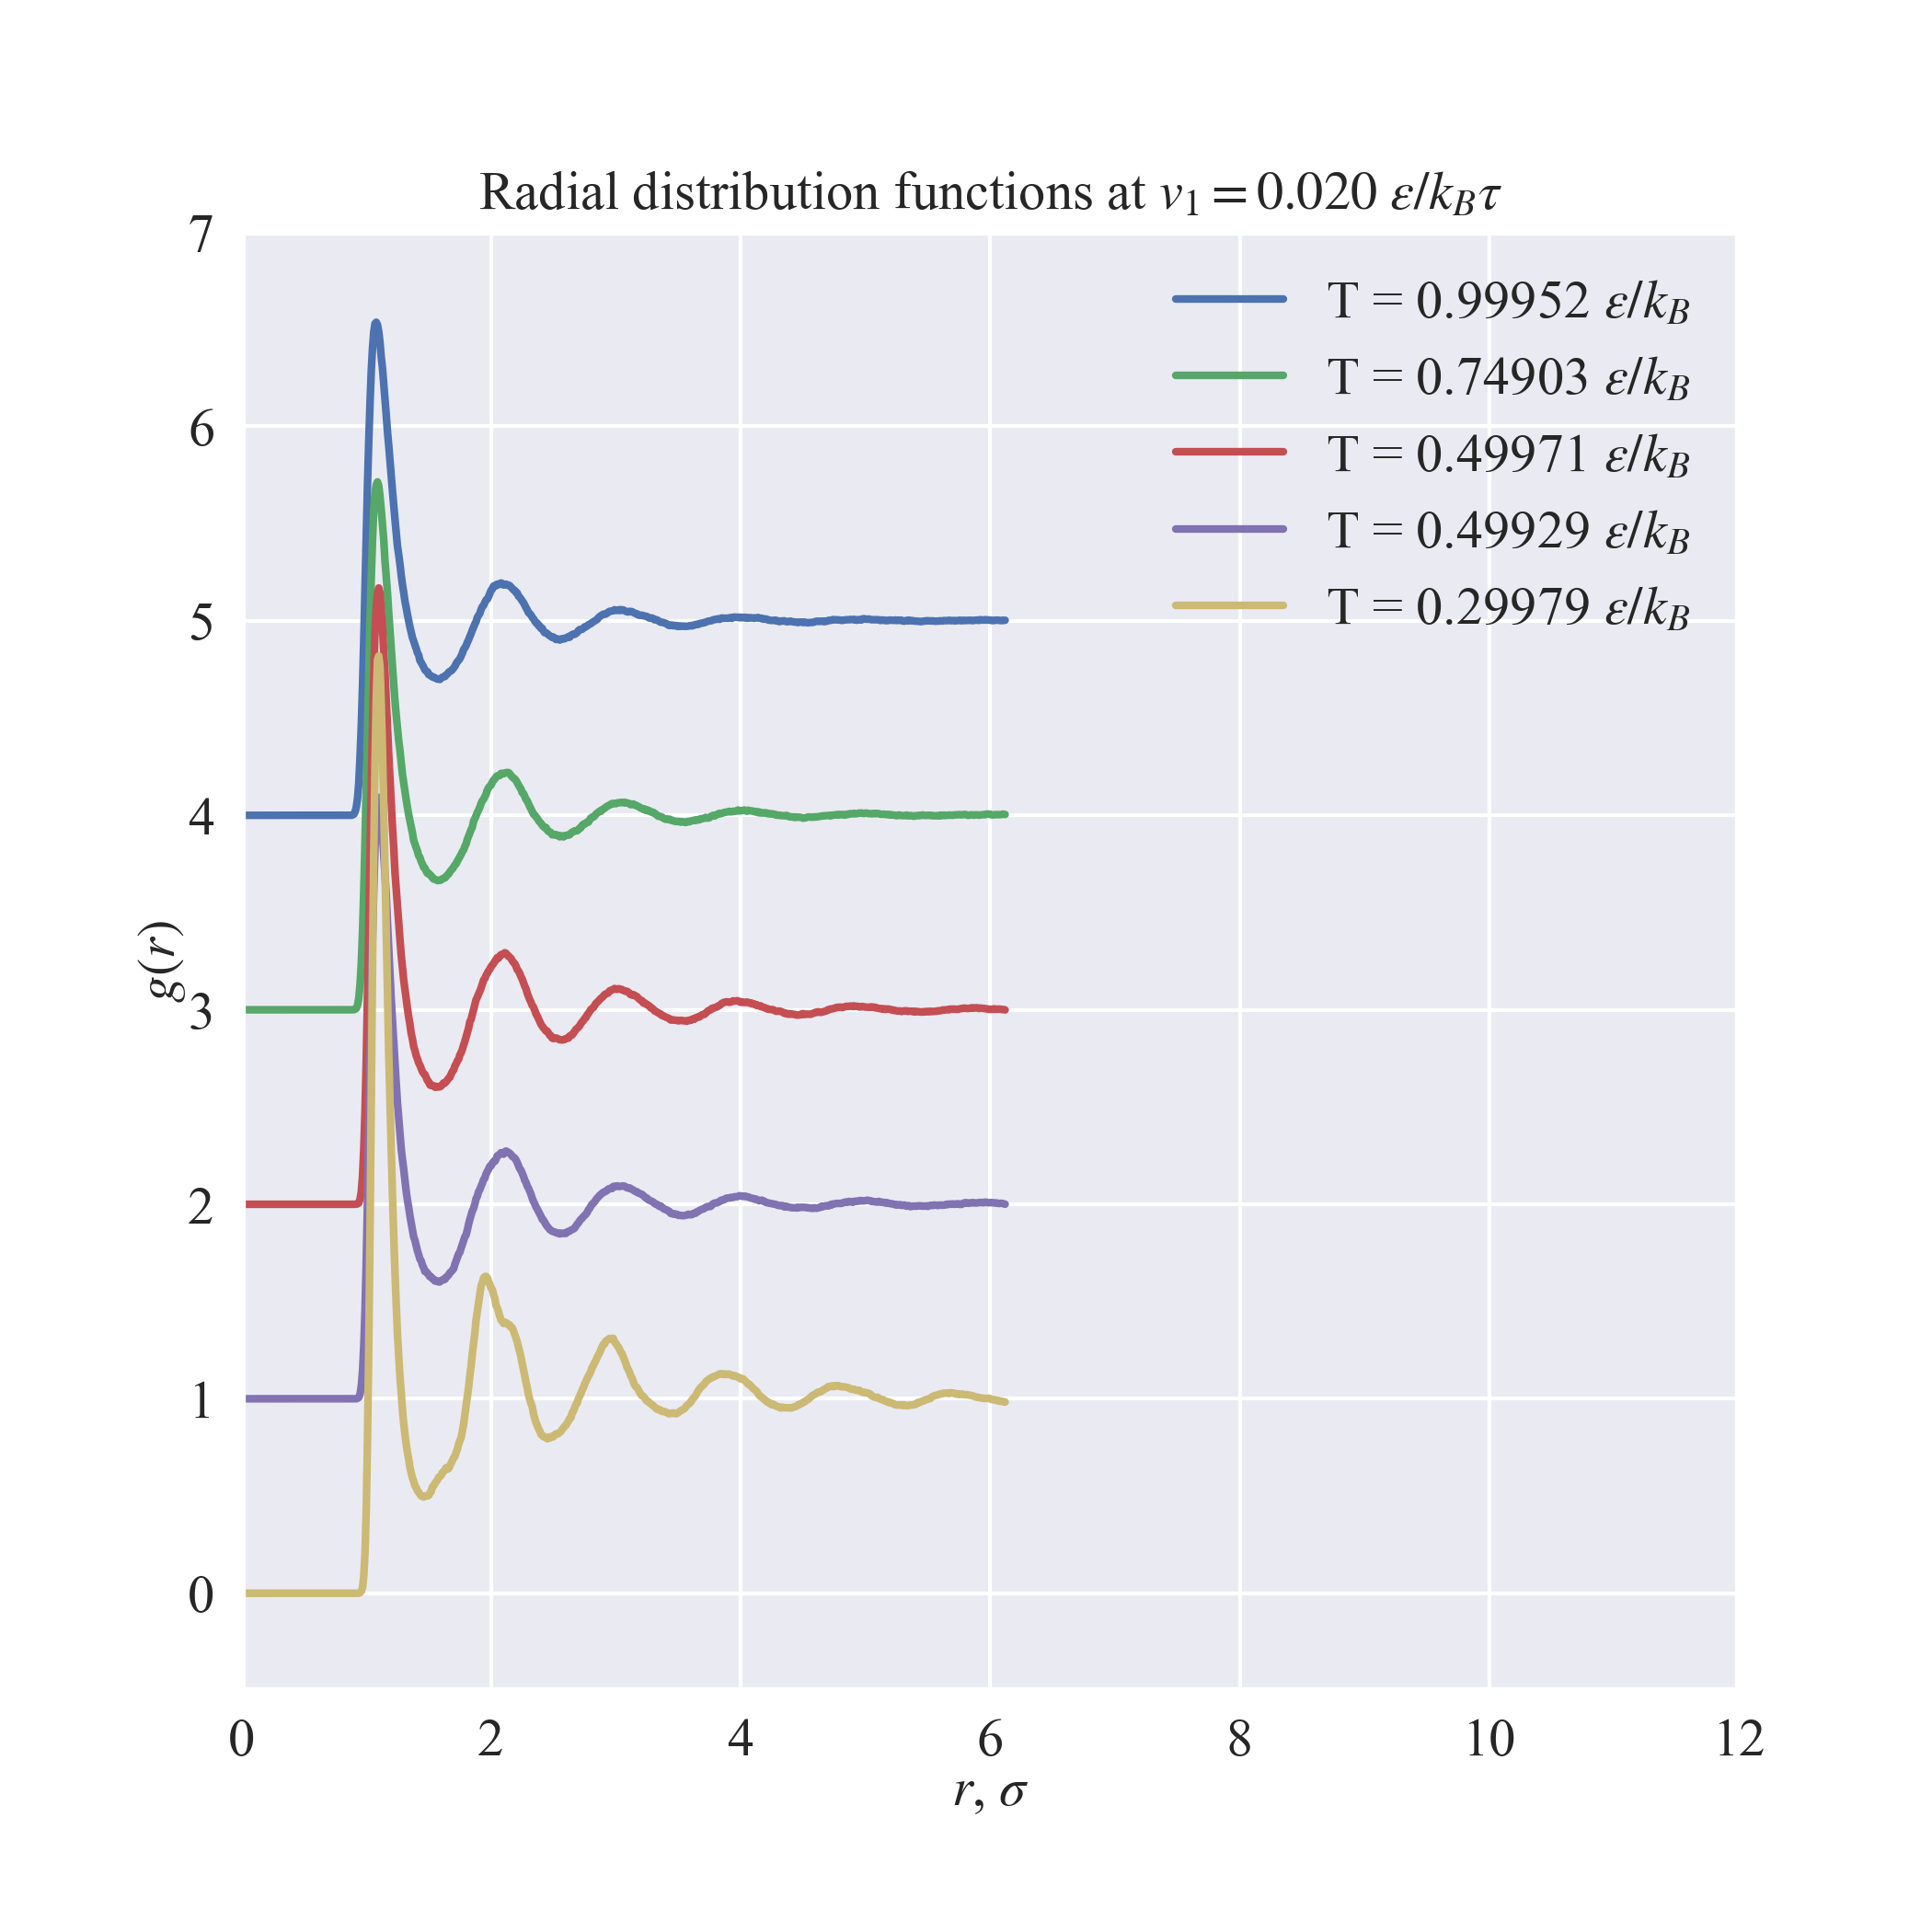 Radial distribution functions at v₁ = 0.020 ε/k_Bτ
7
6
5
4
3
2
1
0
g(r)
T = 0.99952 ε/k_B
T = 0.74903 ε/k_B
T = 0.49971 ε/k_B
T = 0.49929 ε/k_B
T = 0.29979 ε/k_B
0 2 4 6 8 10 12
r, σ